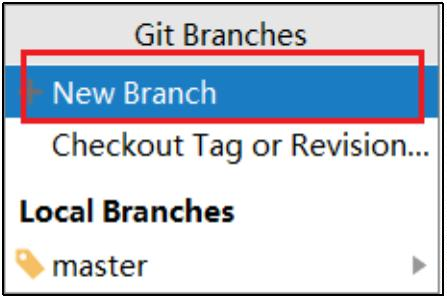 Git Branches
New Branch
Checkout Tag or Revision...
Local Branches
master